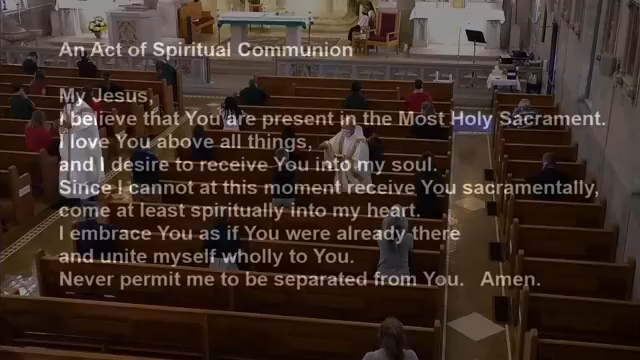 An Act of Spiritual Communion
My Jesus,
I believe that You are present in the Most Holy Sacrament.
I love You above all things,
and I desire to receive You into my soul.
Since I cannot at this moment receive You sacramentally,
come at least spiritually into my heart.
I embrace You as if You were already there
and unite myself wholly to You.
Never permit me to be separated from You. Amen.